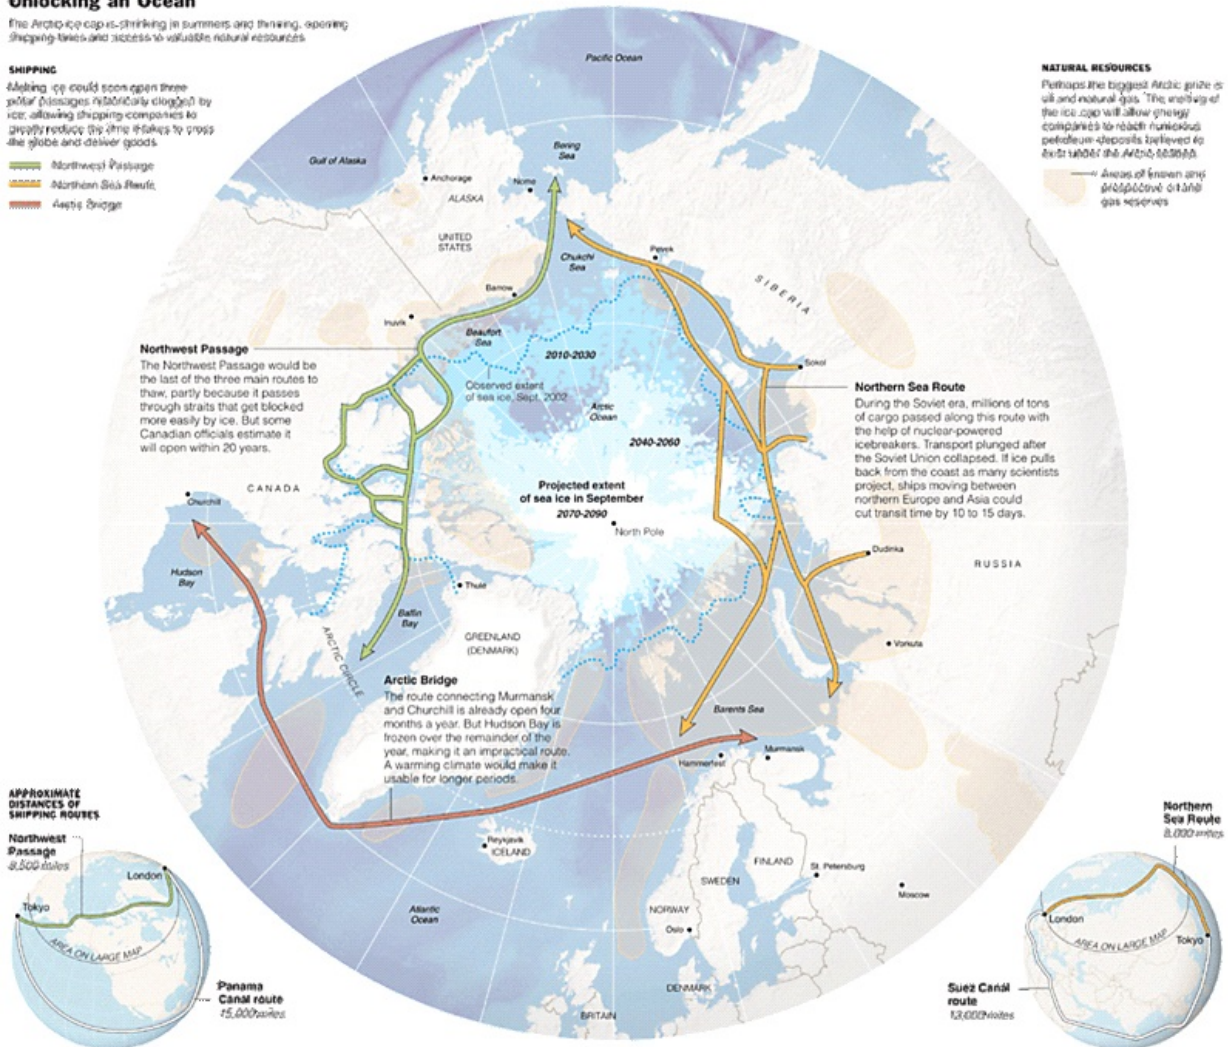 Unlocking an Ocean
The Arctic ice cap is shrinking in summers and thinning, opening
shipping lanes and access to valuable natural resources
SHIPPING
Melting ice could soon open three
polar passages historically clogged by
ice, allowing shipping companies to
greatly reduce the time it takes to cross
the globe and deliver goods
Northwest Passage
Northern Sea Route
Arctic Bridge
NATURAL RESOURCES
Perhaps the biggest Arctic prize is
oil and natural gas. The melting of
the ice cap will allow energy
companies to reach numerous
petroleum deposits believed to
exist under the Arctic seabed
Areas of known and
prospective oil and
gas reserves
Pacific Ocean
Bering
Sea
Gulf of Alaska
Anchorage
ALASKA
Nome
UNITED
STATES
Chukchi
Sea
Pevek
SIBERIA
Barrow
Inuvik
Beaufort
Sea
2010-2030
Observed extent
of sea ice, Sept. 2002
Arctic
Ocean
2040-2060
Projected extent
of sea ice in September
2070-2090
North Pole
Northwest Passage
The Northwest Passage would be
the last of the three main routes to
thaw, partly because it passes
through straits that get blocked
more easily by ice. But some
Canadian officials estimate it
will open within 20 years.
Sokol
Northern Sea Route
During the Soviet era, millions of tons
of cargo passed along this route with
the help of nuclear-powered
icebreakers. Transport plunged after
the Soviet Union collapsed. If ice pulls
back from the coast as many scientists
project, ships moving between
northern Europe and Asia could
cut transit time by 10 to 15 days.
CANADA
Churchill
Hudson
Bay
Dudinka
RUSSIA
Thule
Baffin
Bay
ARCTIC CIRCLE
GREENLAND
(DENMARK)
Vorkuta
Arctic Bridge
The route connecting Murmansk
and Churchill is already open four
months a year. But Hudson Bay is
frozen over the remainder of the
year, making it an impractical route.
A warming climate would make it
usable for longer periods.
Barents Sea
Hammerfest
Murmansk
Reykjavik
ICELAND
FINLAND
St. Petersburg
SWEDEN
Moscow
NORWAY
Oslo
Atlantic
Ocean
DENMARK
BRITAIN
APPROXIMATE
DISTANCES OF
SHIPPING ROUTES
Northwest
Passage
8,500 miles
London
Tokyo
AREA ON LARGE MAP
Panama
Canal route
15,000 miles
Northern
Sea Route
8,000 miles
London
AREA ON LARGE MAP
Tokyo
Suez Canal
route
13,000 miles